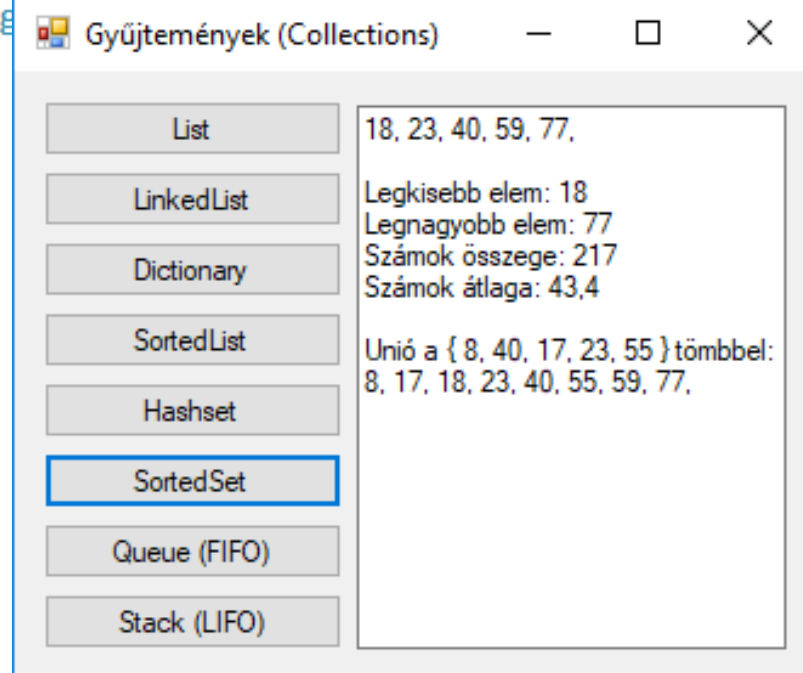 Gyűjtemények (Collections)
List
LinkedList
Dictionary
SortedList
Hashset
SortedSet
Queue (FIFO)
Stack (LIFO)
18, 23, 40, 59, 77,
Legkisebb elem: 18
Legnagyobb elem: 77
Számok összege: 217
Számok átlaga: 43,4
Unió a { 8, 40, 17, 23, 55 } tömbbel:
8, 17, 18, 23, 40, 55, 59, 77,